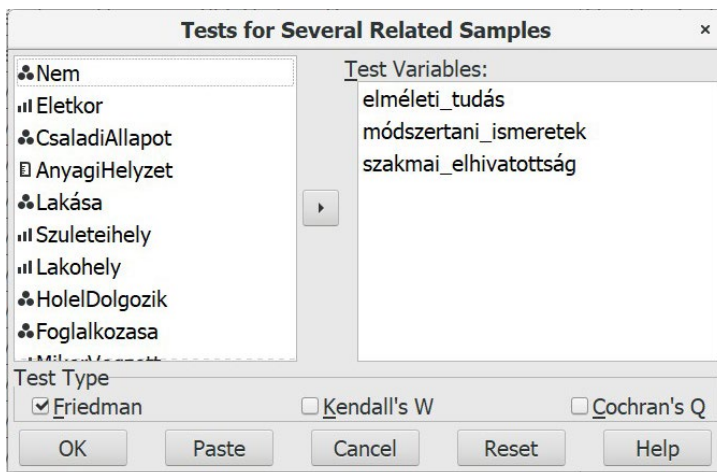 Tests for Several Related Samples
Nem
Eletkor
CsaladiAllapot
AnyagiHelyzet
Lakása
Szuleteihely
Lakohely
HolelDolgozik
Foglalkozasa
Test Variables:
elméleti_tudás
módszertani_ismeretek
szakmai_elhivatottság
Test Type
Friedman
Kendall's W
Cochran's Q
OK
Paste
Cancel
Reset
Help